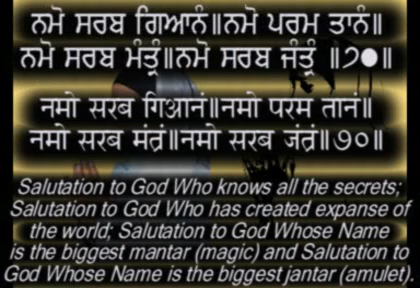 ਨਮੋ ਸਰਬ ਗਿਆਨੰ॥ਨਮੋ ਪਰਮ ਤਾਨੰ॥
ਨਮੋ ਸਰਬ ਮੰਤ੍ਰੰ॥ਨਮੋ ਸਰਬ ਜੰਤ੍ਰੰ ॥੭੦॥
नमो सरब गिआनं॥नमो परम तानं॥
नमो सरब मंत्रं॥नमो सरब जंत्रं॥७०॥
Salutation to God Who knows all the secrets;
Salutation to God Who has created expanse of
the world; Salutation to God Whose Name
is the biggest mantar (magic) and Salutation to
God Whose Name is the biggest jantar (amulet).